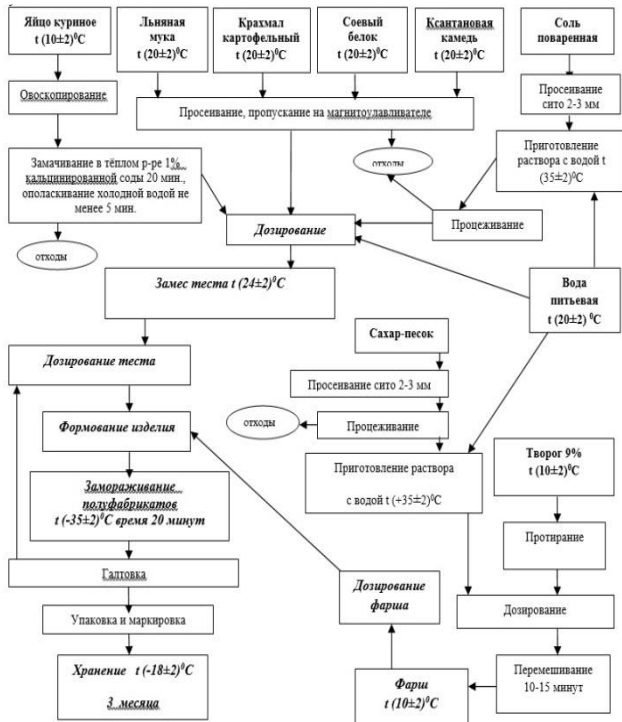 Яйцо куриное
t (10±2)⁰С
Льняная
мука
t (20±2)⁰С
Крахмал
картофельный
t (20±2)⁰С
Соевый
белок
t (20±2)⁰С
Ксантановая
камедь
t (20±2)⁰С
Соль
поваренная
Овоскопирование
Просеивание, пропускание на магнитоулавливателе
Просеивание
сито 2-3 мм
отходы
Замачивание в тёплом р-ре 1%
кальцинированной соды 20 мин.,
ополаскивание холодной водой не
менее 5 мин.
Приготовление
раствора с водой t
(35±2)⁰С
Процеживание
Дозирование
отходы
Замес теста t (24±2)⁰С
Вода
питьевая
t (20±2) ⁰С
Сахар-песок
Дозирование теста
Просеивание сито 2-3 мм
отходы
Процеживание
Формование изделия
Приготовление раствора
с водой t (+35±2)⁰С
Творог 9%
t (10±2)⁰С
Замораживание
полуфабрикатов
t (-35±2)⁰С время 20 минут
Протирание
Галтовка
Дозирование
фарша
Дозирование
Упаковка и маркировка
Хранение t (-18±2)⁰С
3 месяца
Фарш
t (10±2)⁰С
Перемешивание
10-15 минут